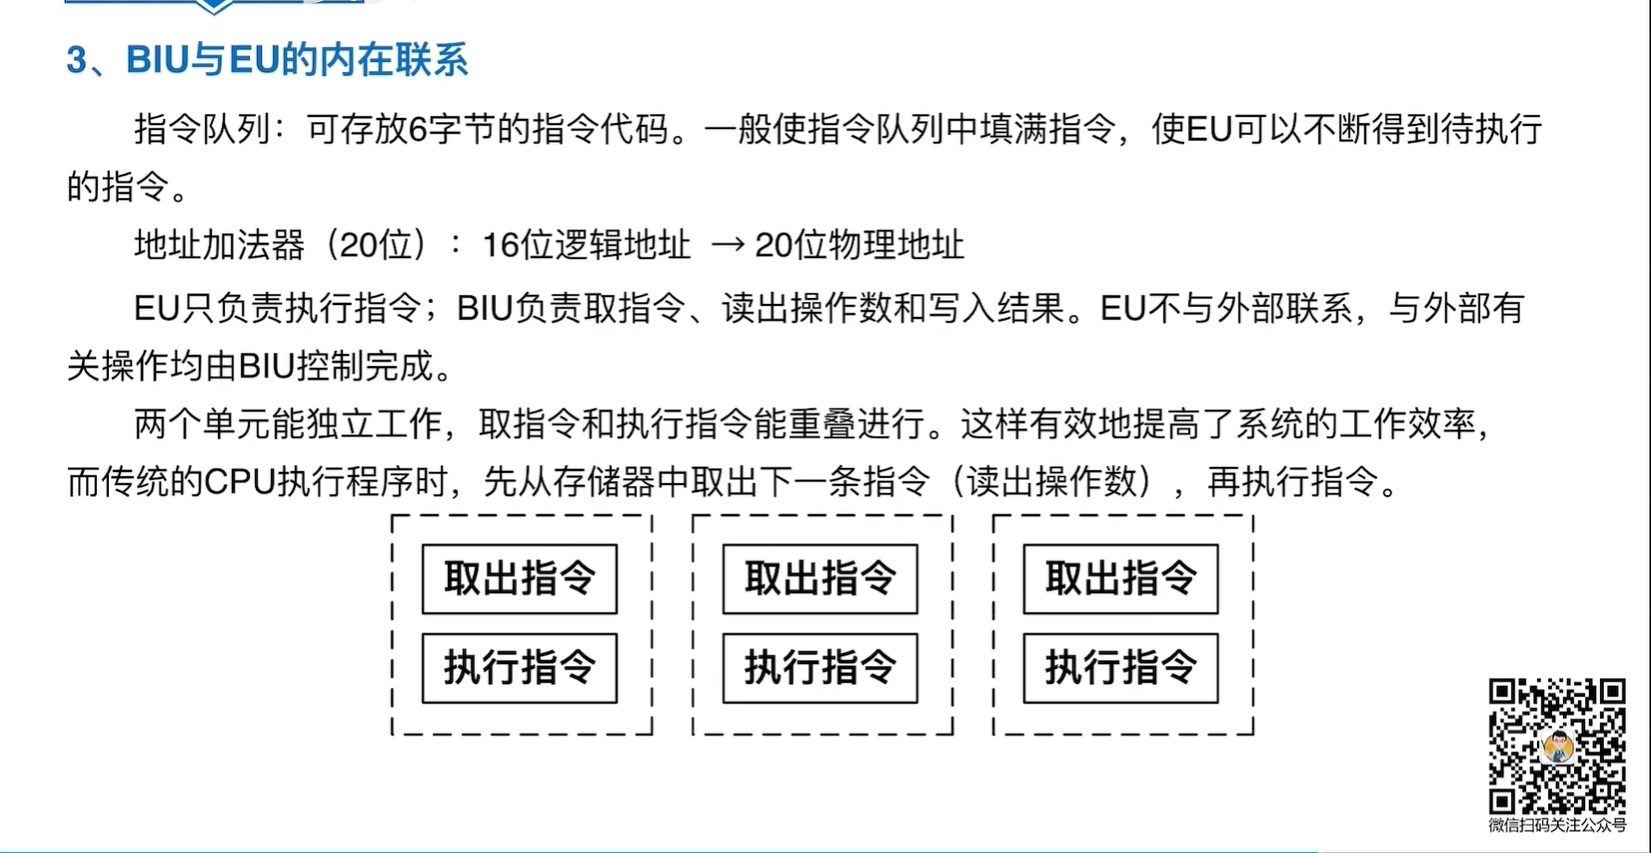 3、BIU与EU的内在联系
指令队列：可存放6字节的指令代码。一般使指令队列中填满指令，使EU可以不断得到待执行
的指令。
地址加法器（20位）：16位逻辑地址 → 20位物理地址
EU只负责执行指令；BIU负责取指令、读出操作数和写入结果。EU不与外部联系，与外部有
关操作均由BIU控制完成。
两个单元能独立工作，取指令和执行指令能重叠进行。这样有效地提高了系统的工作效率，
而传统的CPU执行程序时，先从存储器中取出下一条指令（读出操作数），再执行指令。
取出指令 取出指令 取出指令
执行指令 执行指令 执行指令
微信扫码关注公众号